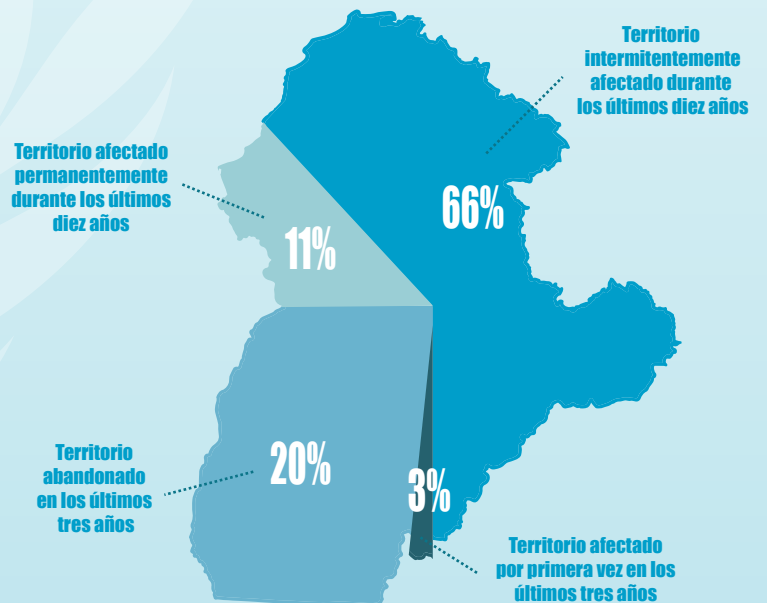 Territorio
intermitentemente
afectado durante
los últimos diez años
Territorio afectado
permanentemente
durante los últimos
diez años
66%
11%
20%
3%
Territorio
abandonado
en los últimos
tres años
Territorio afectado
por primera vez en los
últimos tres años